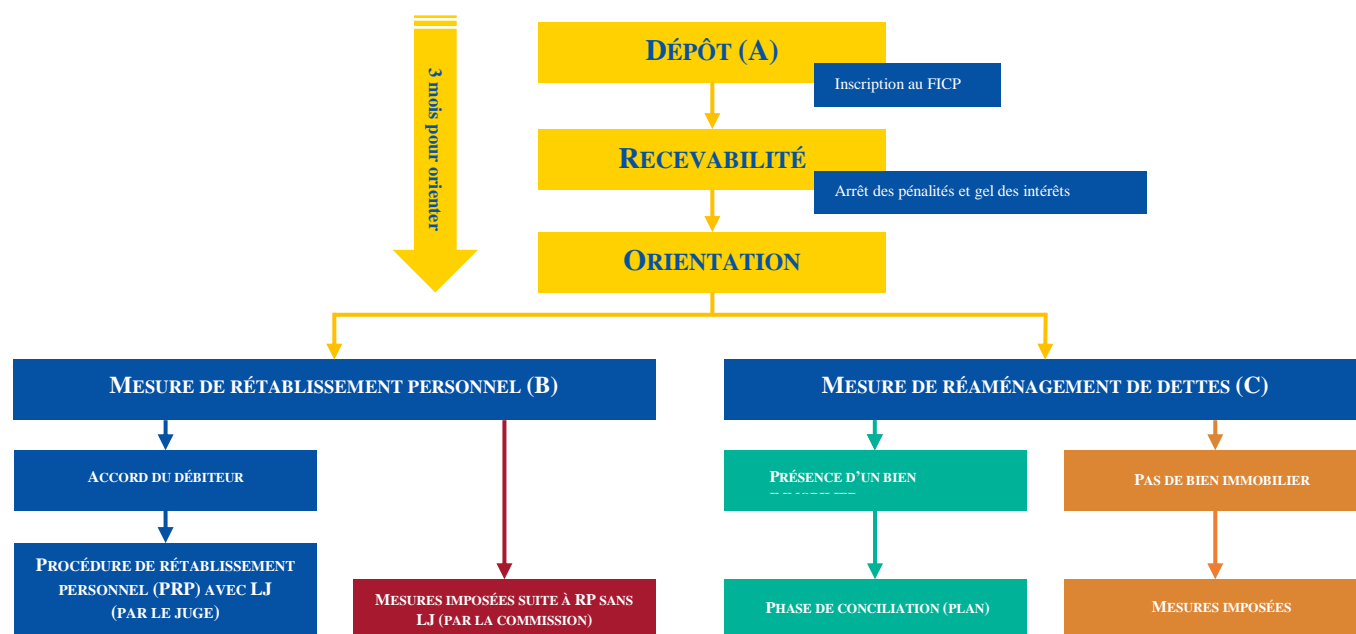 DÉPÔT (A)
Inscription au FICP
3 mois pour orienter
RECEVABILITÉ
Arrêt des pénalités et gel des intérêts
ORIENTATION
MESURE DE RÉTABLISSEMENT PERSONNEL (B)
MESURE DE RÉAMÉNAGEMENT DE DETTES (C)
ACCORD DU DÉBITEUR
PRÉSENCE D’UN BIEN
PAS DE BIEN IMMOBILIER
PROCÉDURE DE RÉTABLISSEMENT
PERSONNEL (PRP) AVEC LJ
(PAR LE JUGE)
MESURES IMPOSÉES SUITE À RP SANS
LJ (PAR LA COMMISSION)
PHASE DE CONCILIATION (PLAN)
MESURES IMPOSÉES